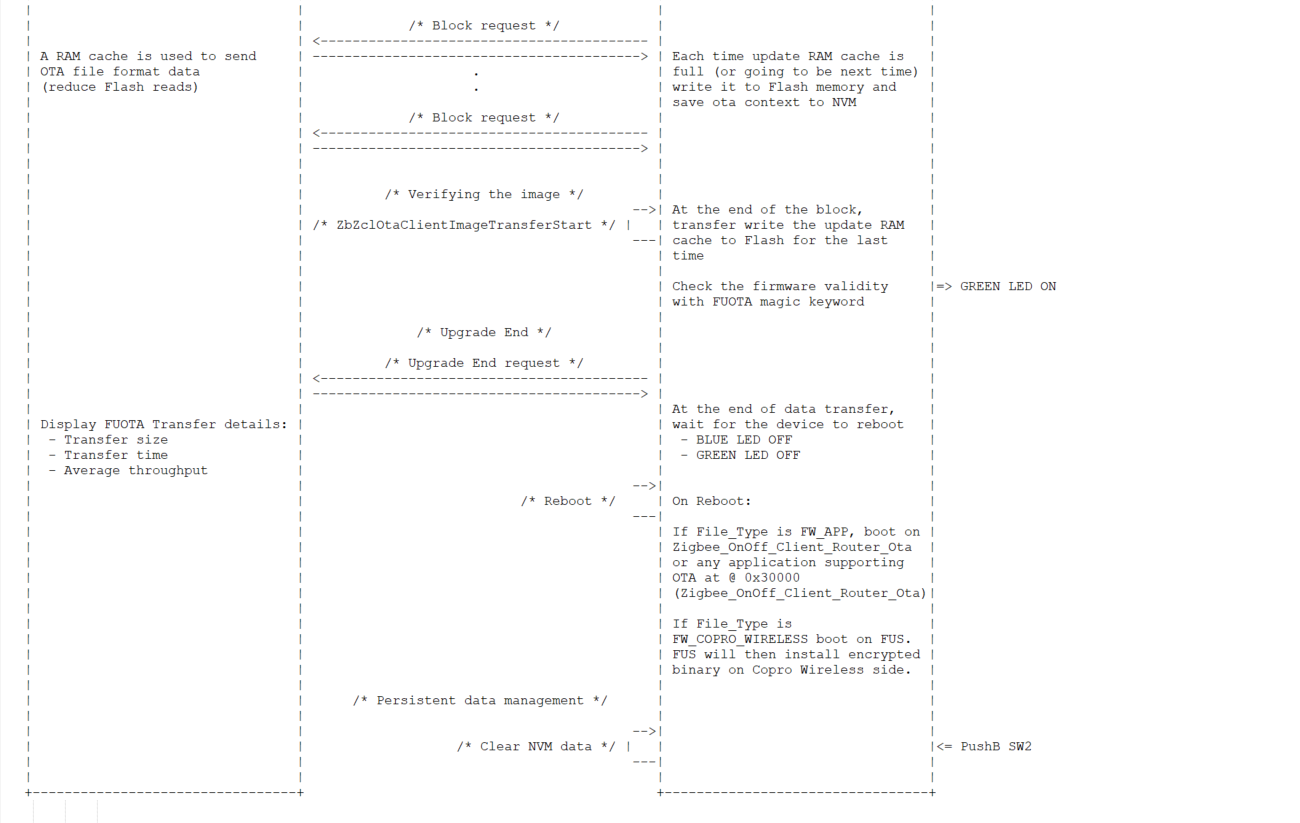 /* Block request */
<-----------------------------------------
A RAM cache is used to send
OTA file format data
(reduce Flash reads)
----------------------------------------->
.
.
Each time update RAM cache is
full (or going to be next time)
write it to Flash memory and
save ota context to NVM
/* Block request */
<-----------------------------------------
----------------------------------------->
/* Verifying the image */
-->|
/* ZbZclOtaClientImageTransferStart */ |
---|
At the end of the block,
transfer write the update RAM
cache to Flash for the last
time
Check the firmware validity
with FUOTA magic keyword
=> GREEN LED ON
/* Upgrade End */
/* Upgrade End request */
<-----------------------------------------
----------------------------------------->
Display FUOTA Transfer details:
- Transfer size
- Transfer time
- Average throughput
At the end of data transfer,
wait for the device to reboot
- BLUE LED OFF
- GREEN LED OFF
-->|
/* Reboot */
---|
On Reboot:
If File_Type is FW_APP, boot on
Zigbee_OnOff_Client_Router_Ota
or any application supporting
OTA at @ 0x30000
(Zigbee_OnOff_Client_Router_Ota)
If File_Type is
FW_COPRO_WIRELESS boot on FUS.
FUS will then install encrypted
binary on Copro Wireless side.
/* Persistent data management */
-->|
/* Clear NVM data */ |
---|
<= PushB SW2
+----------------------------------+
+----------------------------------+